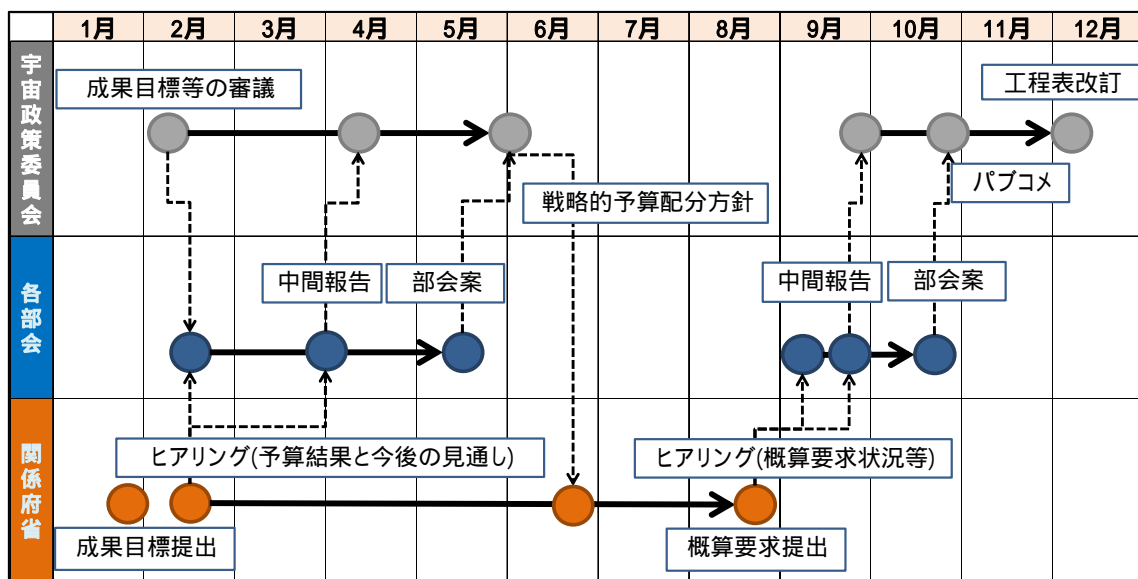 1月 2月 3月 4月 5月 6月 7月 8月 9月 10月 11月 12月
宇宙政策委員会
成果目標等の審議
工程表改訂
パブコメ
戦略的予算配分方針
各部会
中間報告
部会案
中間報告
部会案
関係府省
ヒアリング(予算結果と今後の見通し)
ヒアリング(概算要求状況等)
成果目標提出
概算要求提出